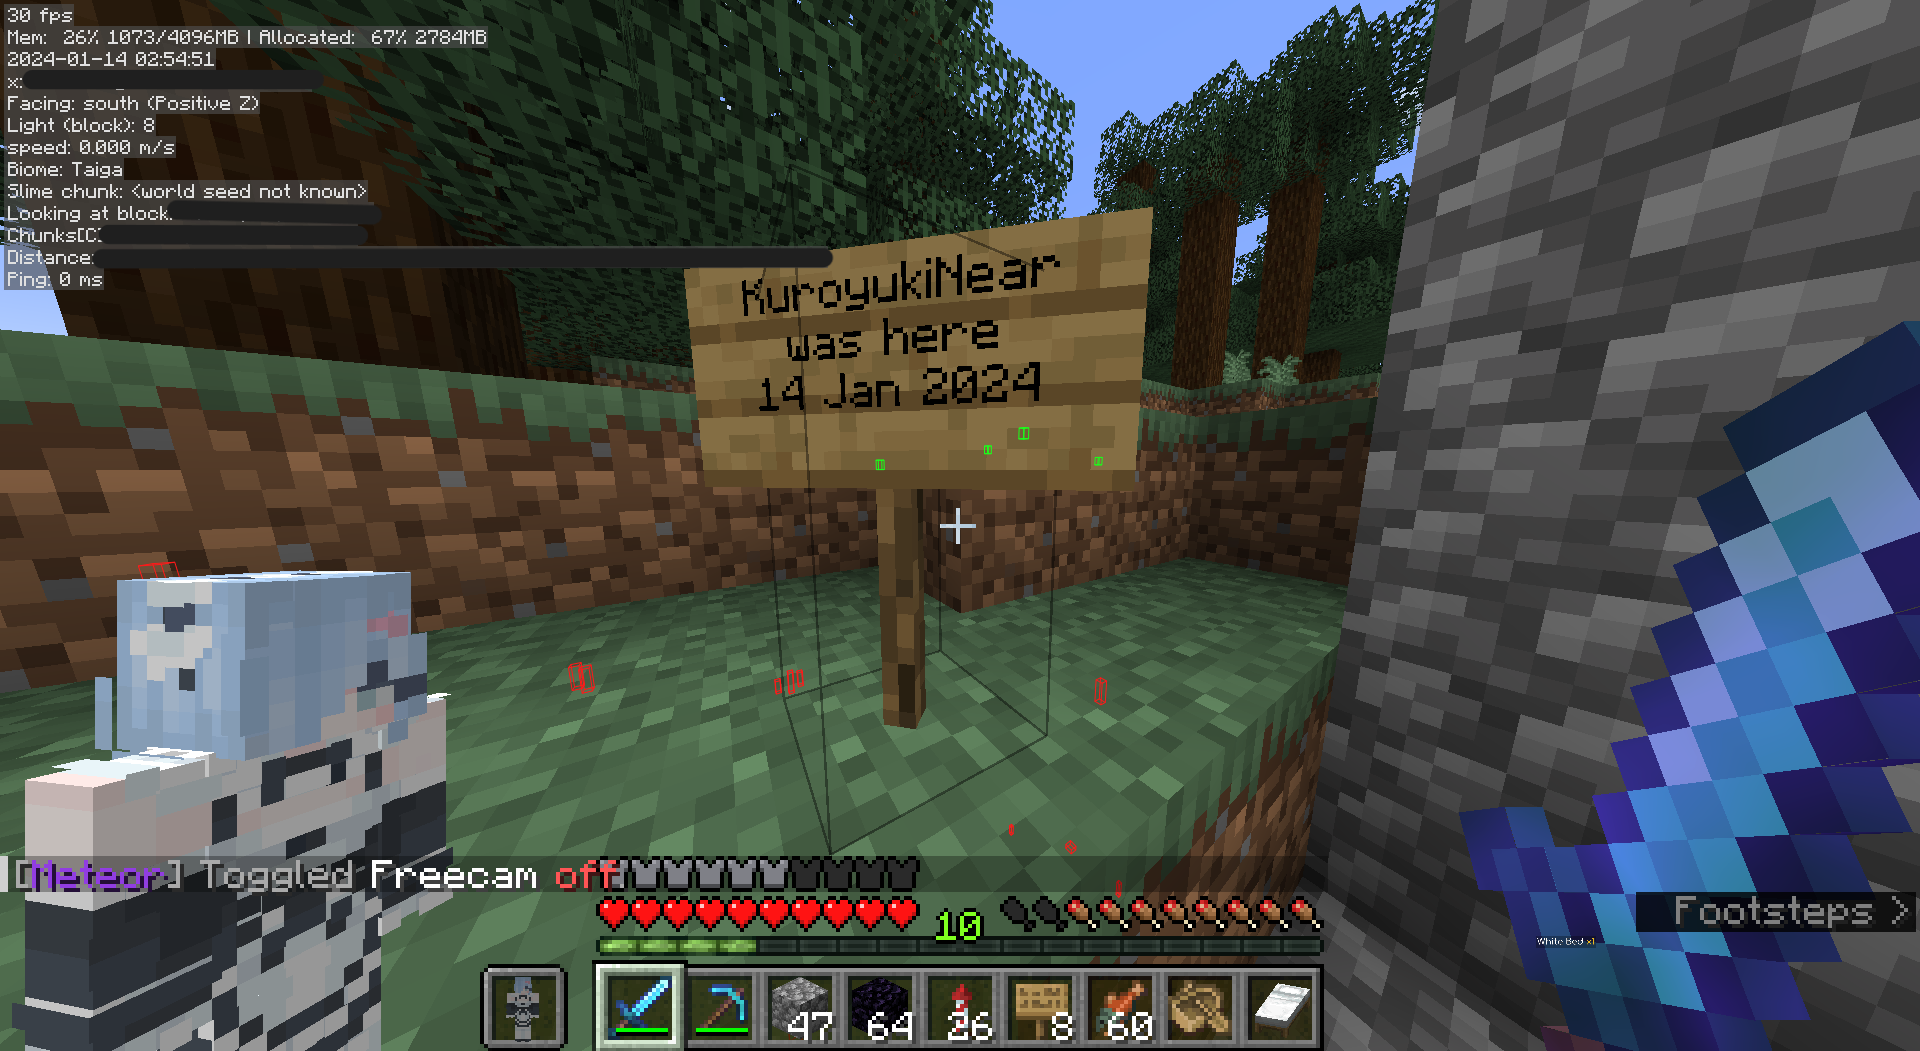 30 fps
Mem: 26% 1073/4096MB | Allocated: 67% 2784MB
2024-01-14 02:54:51
x:
Facing: south (Positive Z)
Light (block): 8
speed: 0.000 m/s
Biome: Taiga
Slime chunk: <world seed not known>
Looking at block:
Chunks[C:
Distance:
Ping: 0 ms
KuroyukiNear
was here
14 Jan 2024
[Meteor] Toggled Freecam off
10
Footsteps >
White Bed x1
47 64 26 8 60